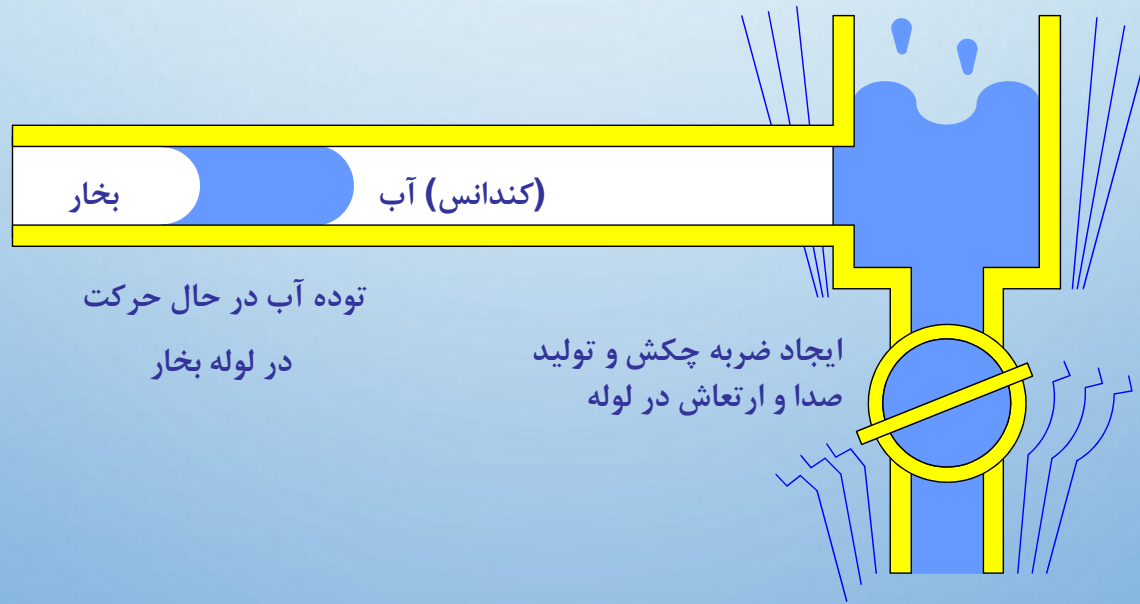 بخار
آب (کندانس)
توده آب در حال حرکت
در لوله بخار
ایجاد ضربه چکش و تولید
صدا و ارتعاش در لوله